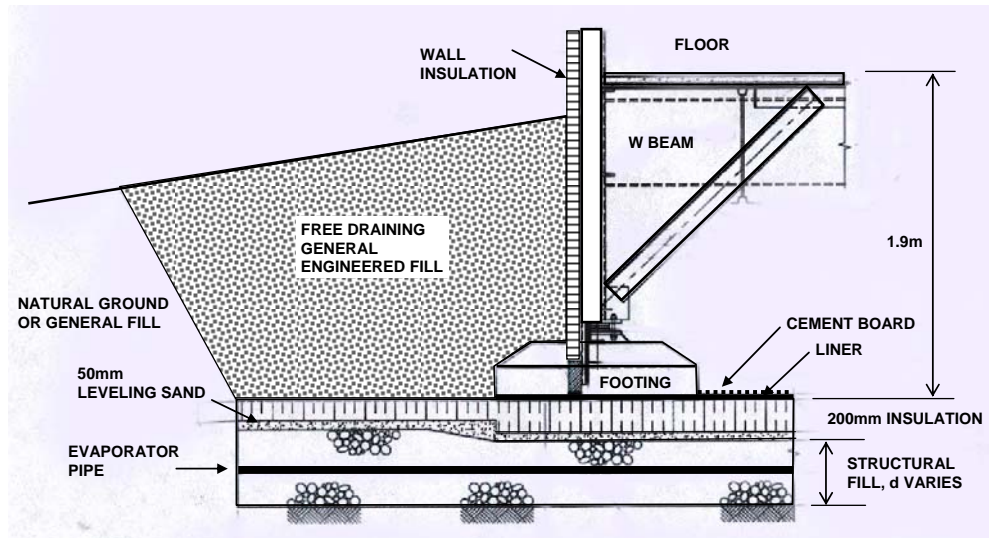 FLOOR
WALL
INSULATION
W BEAM
FREE DRAINING
GENERAL
ENGINEERED FILL
1.9m
NATURAL GROUND
OR GENERAL FILL
CEMENT BOARD
LINER
50mm
LEVELING SAND
FOOTING
200mm INSULATION
EVAPORATOR
PIPE
STRUCTURAL
FILL, d VARIES